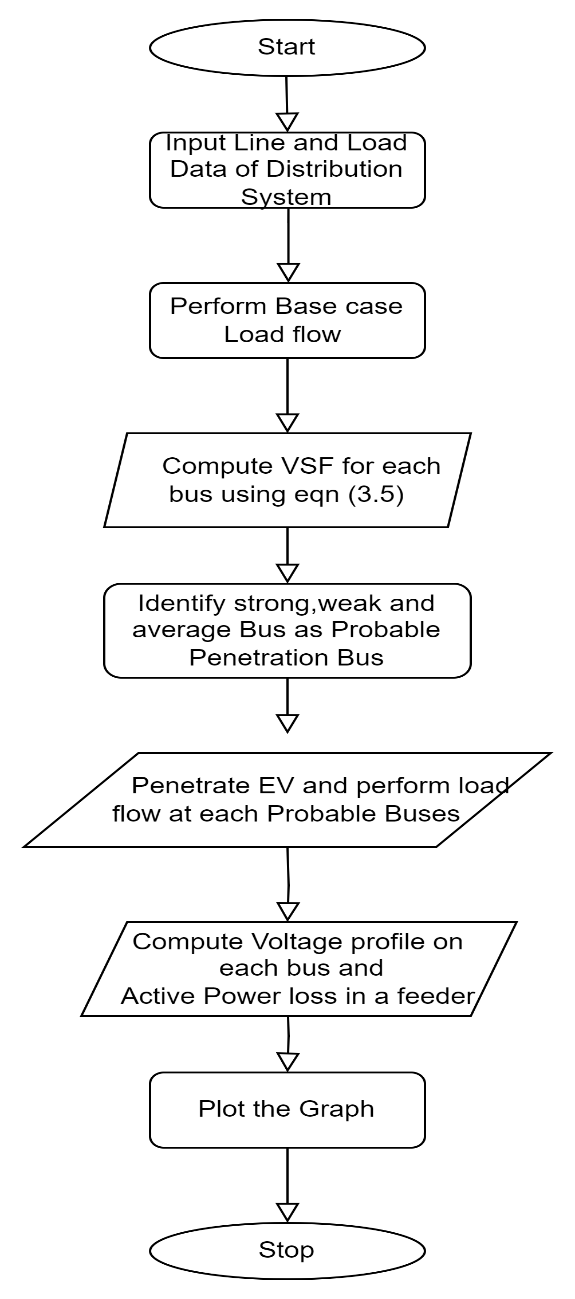 Start
Input Line and Load
Data of Distribution
System
Perform Base case
Load flow
Compute VSF for each
bus using eqn (3.5)
Identify strong,weak and
average Bus as Probable
Penetration Bus
Penetrate EV and perform load
flow at each Probable Buses
Compute Voltage profile on
each bus and
Active Power loss in a feeder
Plot the Graph
Stop